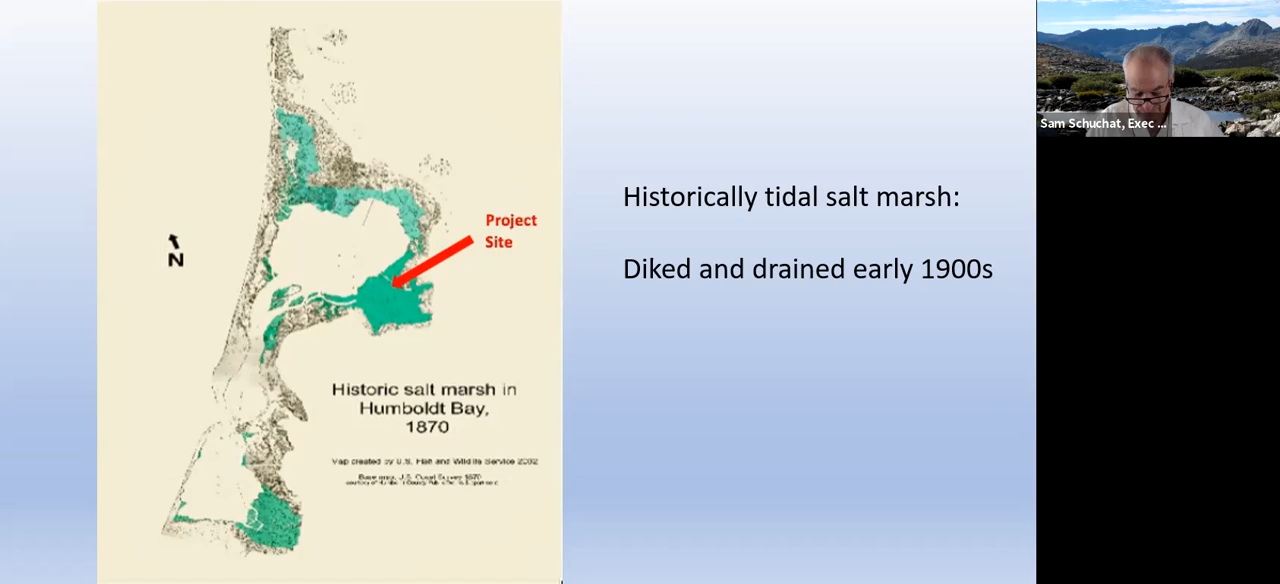 Project
Site
N
Historic salt marsh in
Humboldt Bay,
1870
Map created by U.S. Fish and Wildlife Service 2002
Base map, U.S. Coast Survey 1870
Historically tidal salt marsh:
Diked and drained early 1900s
Sam Schuchat, Exec ...